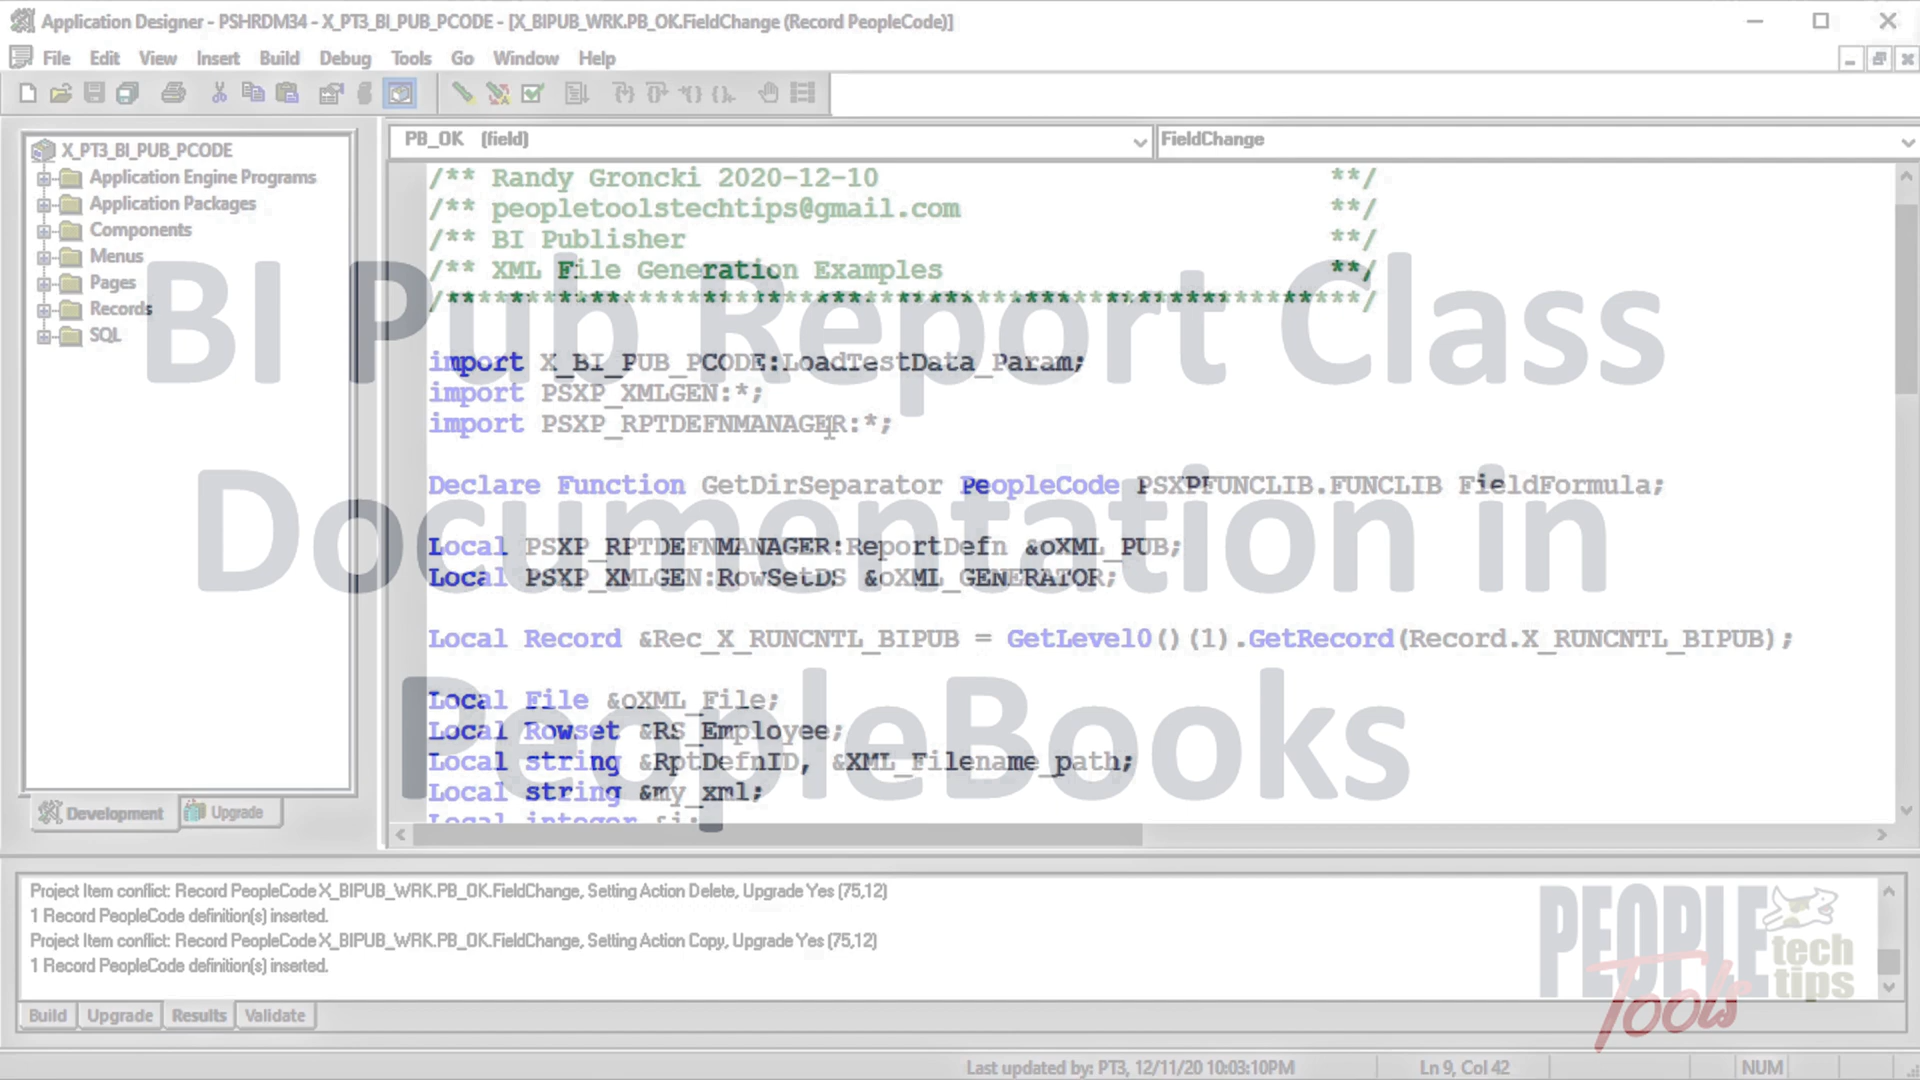 Application Designer - PSHRDM34 - X_PT3_BI_PUB_PCODE - [X_BIPUB_WRK.PB_OK.FieldChange (Record PeopleCode)]
File Edit View Insert Build Debug Tools Go Window Help
PB_OK (field) FieldChange
X_PT3_BI_PUB_PCODE
Application Engine Programs
Application Packages
Components
Menus
Pages
Records
SQL
Development Upgrade
/** Randy Groncki 2020-12-10 **/
/** peopletoolstechtips@gmail.com **/
/** BI Publisher **/
/** XML File Generation Examples **/
import X_BI_PUB_PCODE:LoadTestData_Param;
import PSXP_XMLGEN:*;
import PSXP_RPTDEFNMANAGER:*;
Declare Function GetDirSeparator PeopleCode PSXPFUNCLIB.FUNCLIB FieldFormula;
Local PSXP_RPTDEFNMANAGER:ReportDefn &oXML_PUB;
Local PSXP_XMLGEN:RowSetDS &oXML_GENERATOR;
Local Record &Rec_X_RUNCNTL_BIPUB = GetLevel0()(1).GetRecord(Record.X_RUNCNTL_BIPUB);
Local File &oXML_File;
Local Rowset &RS_Employee;
Local string &RptDefnID, &XML_Filename_path;
Local string &my_xml;
Local integer &i;
BI Pub Report Class
Documentation in
PeopleBooks
Project Item conflict: Record PeopleCode X_BIPUB_WRK.PB_OK.FieldChange, Setting Action Delete, Upgrade Yes (75,12)
1 Record PeopleCode definition(s) inserted.
Project Item conflict: Record PeopleCode X_BIPUB_WRK.PB_OK.FieldChange, Setting Action Copy, Upgrade Yes (75,12)
1 Record PeopleCode definition(s) inserted.
Build Upgrade Results Validate
PEOPLE
Tools
tech
tips
Last updated by: PT3, 12/11/20 10:03:10PM Ln 9, Col 42 NUM